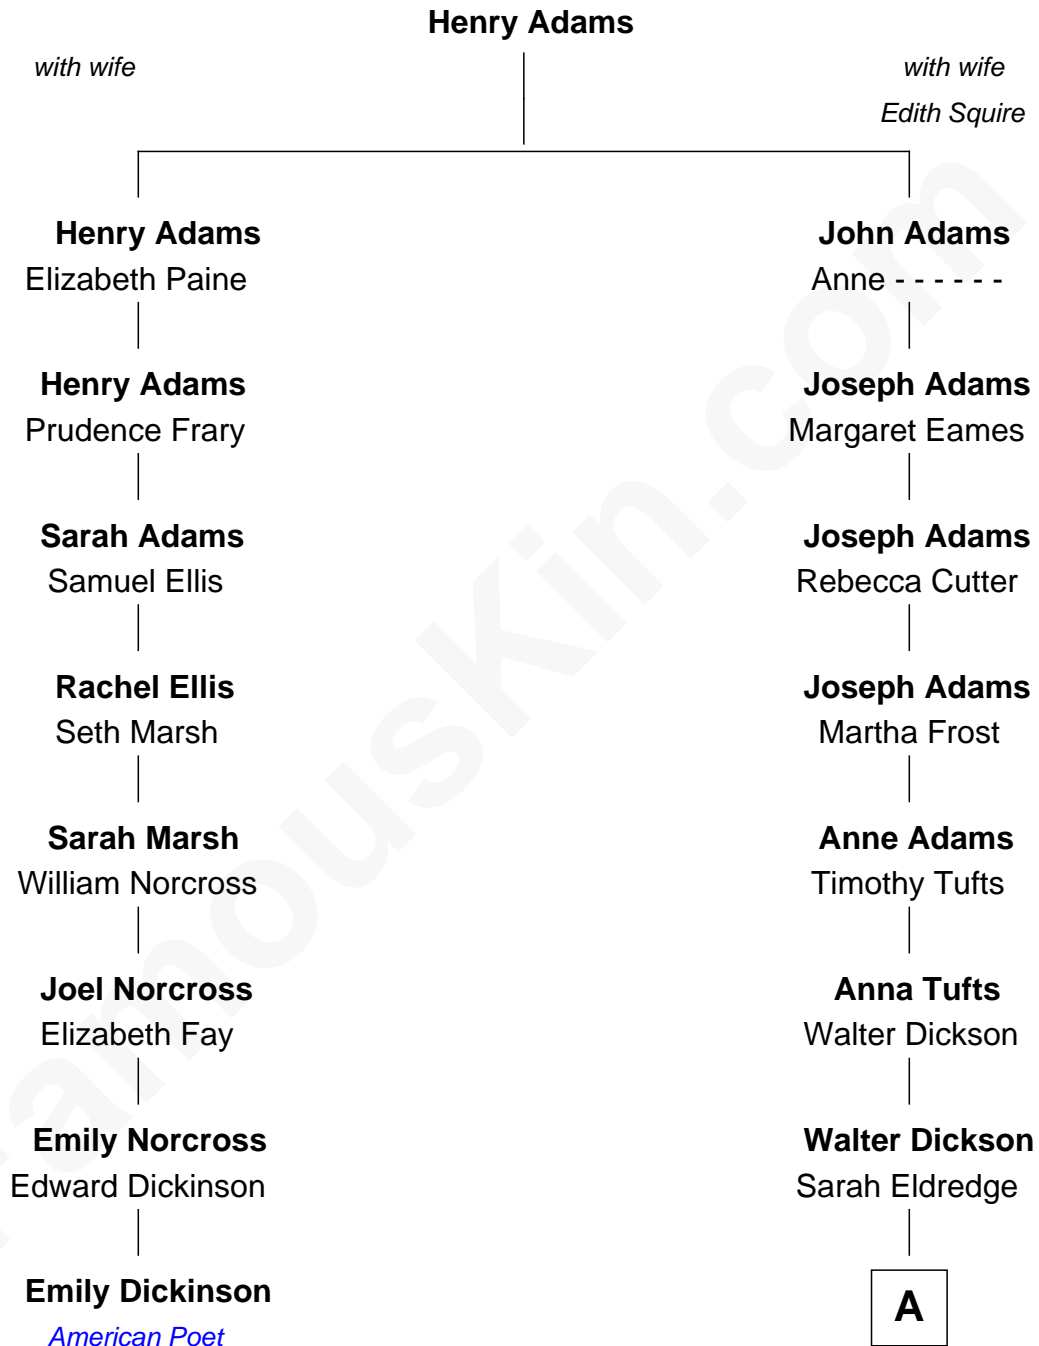 Henry Adams
with wife
with wife
Edith Squire
Henry Adams
Elizabeth Paine
John Adams
Anne - - - - - -
Henry Adams
Prudence Frary
Joseph Adams
Margaret Eames
Sarah Adams
Samuel Ellis
Joseph Adams
Rebecca Cutter
Rachel Ellis
Seth Marsh
Joseph Adams
Martha Frost
Sarah Marsh
William Norcross
Anne Adams
Timothy Tufts
Joel Norcross
Elizabeth Fay
Anna Tufts
Walter Dickson
Emily Norcross
Edward Dickinson
Walter Dickson
Sarah Eldredge
Emily Dickinson
American Poet
A
FamousKin.com